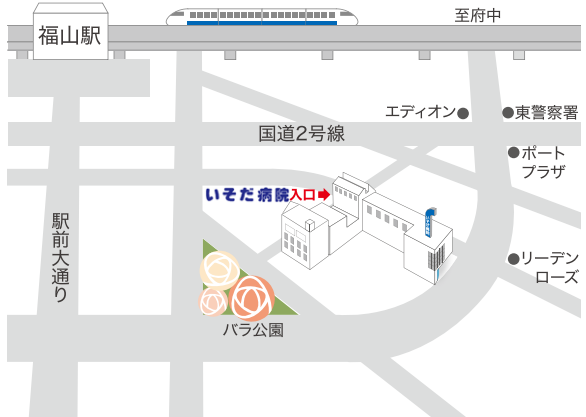 至府中
福山駅
エディオン
東警察署
国道2号線
ポート
プラザ
いそだ病院入口
駅前大通り
リーデン
ローズ
バラ公園